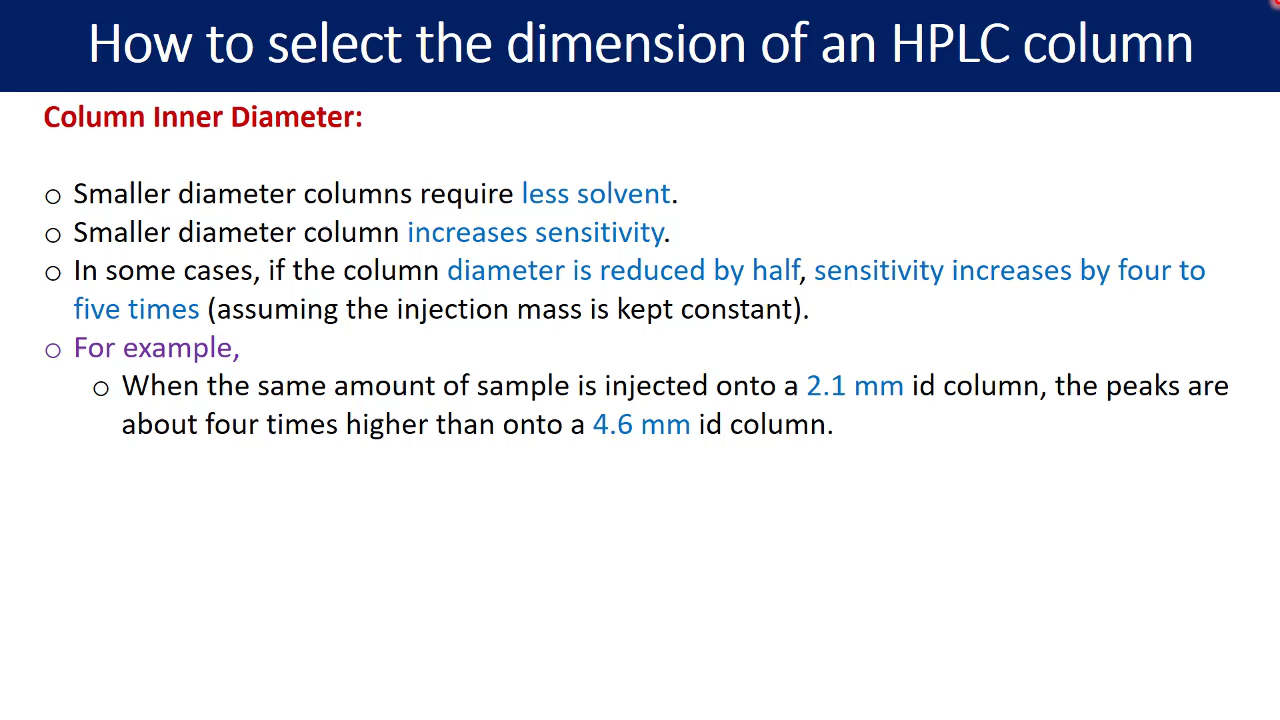 How to select the dimension of an HPLC column
Column Inner Diameter:
o Smaller diameter columns require less solvent.
o Smaller diameter column increases sensitivity.
o In some cases, if the column diameter is reduced by half, sensitivity increases by four to
five times (assuming the injection mass is kept constant).
o For example,
o When the same amount of sample is injected onto a 2.1 mm id column, the peaks are
about four times higher than onto a 4.6 mm id column.